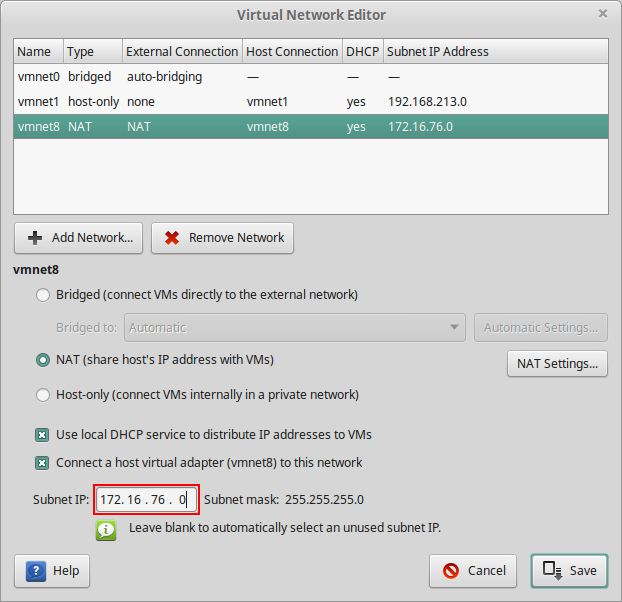 Virtual Network Editor
Name Type External Connection Host Connection DHCP Subnet IP Address
vmnet0 bridged auto-bridging — — —
vmnet1 host-only none vmnet1 yes 192.168.213.0
vmnet8 NAT NAT vmnet8 yes 172.16.76.0
Add Network... Remove Network
vmnet8
Bridged (connect VMs directly to the external network)
Bridged to: Automatic Automatic Settings...
NAT (share host's IP address with VMs) NAT Settings...
Host-only (connect VMs internally in a private network)
Use local DHCP service to distribute IP addresses to VMs
Connect a host virtual adapter (vmnet8) to this network
Subnet IP: 172. 16 . 76 . 0 Subnet mask: 255.255.255.0
Leave blank to automatically select an unused subnet IP.
Help Cancel Save